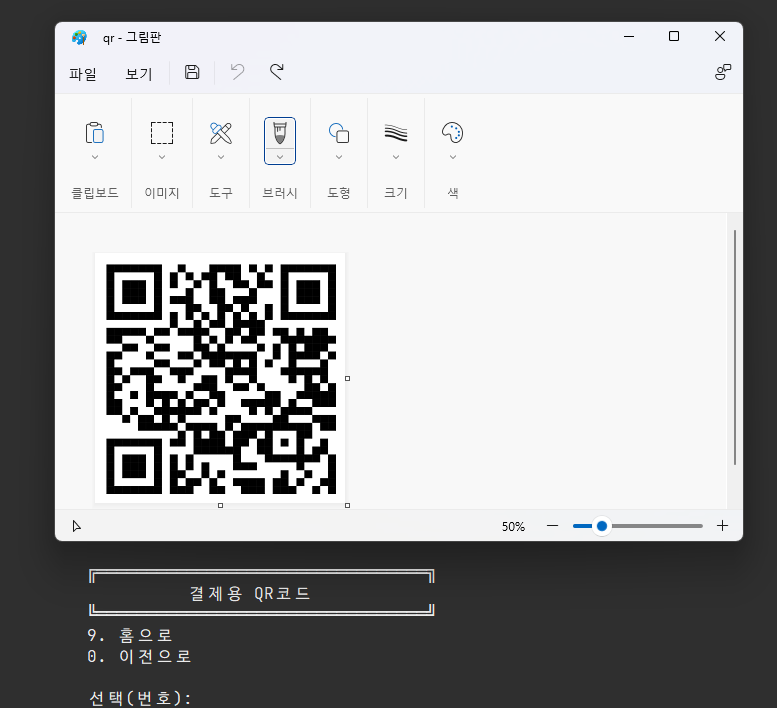 qr - 그림판
파일 보기
클립보드 이미지 도구 브러시 도형 크기 색
50%
결제용 QR코드
9. 홈으로
0. 이전으로
선택(번호):